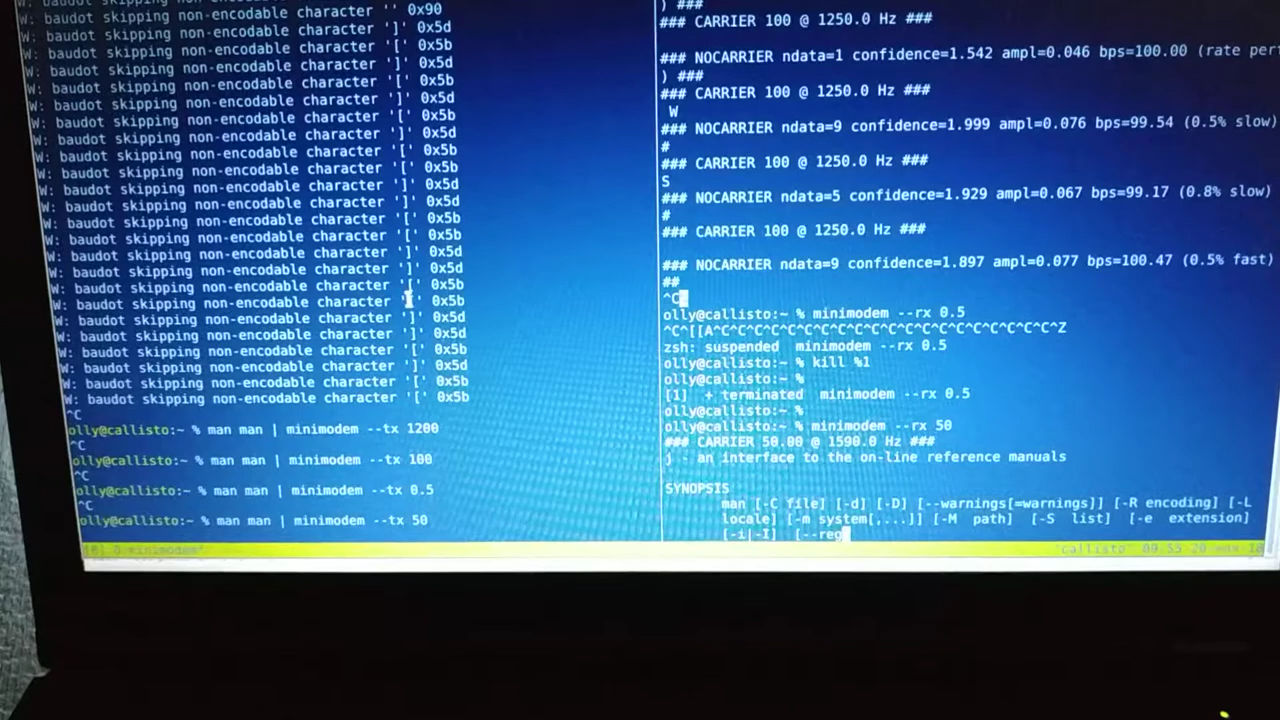 W: baudot skipping non-encodable character '' 0x90
W: baudot skipping non-encodable character ']' 0x5d
W: baudot skipping non-encodable character '[' 0x5b
W: baudot skipping non-encodable character ']' 0x5d
W: baudot skipping non-encodable character '[' 0x5b
W: baudot skipping non-encodable character ']' 0x5d
W: baudot skipping non-encodable character '[' 0x5b
W: baudot skipping non-encodable character ']' 0x5d
W: baudot skipping non-encodable character '[' 0x5b
W: baudot skipping non-encodable character '[' 0x5b
W: baudot skipping non-encodable character ']' 0x5d
W: baudot skipping non-encodable character ']' 0x5d
W: baudot skipping non-encodable character '[' 0x5b
W: baudot skipping non-encodable character '[' 0x5b
W: baudot skipping non-encodable character ']' 0x5d
W: baudot skipping non-encodable character ']' 0x5d
W: baudot skipping non-encodable character '[' 0x5b
W: baudot skipping non-encodable character '[' 0x5b
W: baudot skipping non-encodable character ']' 0x5d
W: baudot skipping non-encodable character ']' 0x5d
W: baudot skipping non-encodable character '[' 0x5b
W: baudot skipping non-encodable character ']' 0x5d
W: baudot skipping non-encodable character '[' 0x5b
W: baudot skipping non-encodable character '[' 0x5b
^C
olly@callisto:~ % man man | minimodem --tx 1200
^C
olly@callisto:~ % man man | minimodem --tx 100
^C
olly@callisto:~ % man man | minimodem --tx 0.5
^C
olly@callisto:~ % man man | minimodem --tx 50
) ###
### CARRIER 100 @ 1250.0 Hz ###
### NOCARRIER ndata=1 confidence=1.542 ampl=0.046 bps=100.00 (rate per
) ###
### CARRIER 100 @ 1250.0 Hz ###
W
### NOCARRIER ndata=9 confidence=1.999 ampl=0.076 bps=99.54 (0.5% slow)
#
### CARRIER 100 @ 1250.0 Hz ###
S
### NOCARRIER ndata=5 confidence=1.929 ampl=0.067 bps=99.17 (0.8% slow)
#
### CARRIER 100 @ 1250.0 Hz ###
### NOCARRIER ndata=9 confidence=1.897 ampl=0.077 bps=100.47 (0.5% fast)
##
^C
olly@callisto:~ % minimodem --rx 0.5
^C^[[A^C^C^C^C^C^C^C^C^C^C^C^C^C^C^C^C^C^C^C^C^Z
zsh: suspended  minimodem --rx 0.5
olly@callisto:~ % kill %1
olly@callisto:~ %
[1]  + terminated  minimodem --rx 0.5
olly@callisto:~ %
olly@callisto:~ % minimodem --rx 50
### CARRIER 50.00 @ 1590.0 Hz ###
j - an interface to the on-line reference manuals
SYNOPSIS
man [-C file] [-d] [-D] [--warnings[=warnings]] [-R encoding] [-L
locale] [-m system[,...]] [-M path] [-S list] [-e extension]
[-i|-I] [--reg